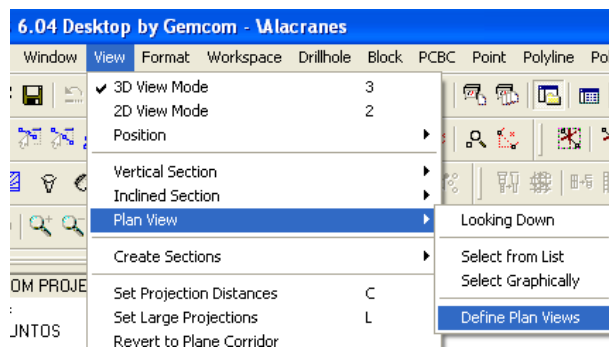 6.04 Desktop by Gemcom - \Alacranes
Window View Format Workspace Drillhole Block PCBC Point Polyline Po
3D View Mode 3
2D View Mode 2
Position
Vertical Section
Inclined Section
Plan View
Looking Down
Create Sections
Select from List
Select Graphically
OM PROJE
Set Projection Distances C
Set Large Projections L
Define Plan Views
UNTOS
Revert to Plane Corridor